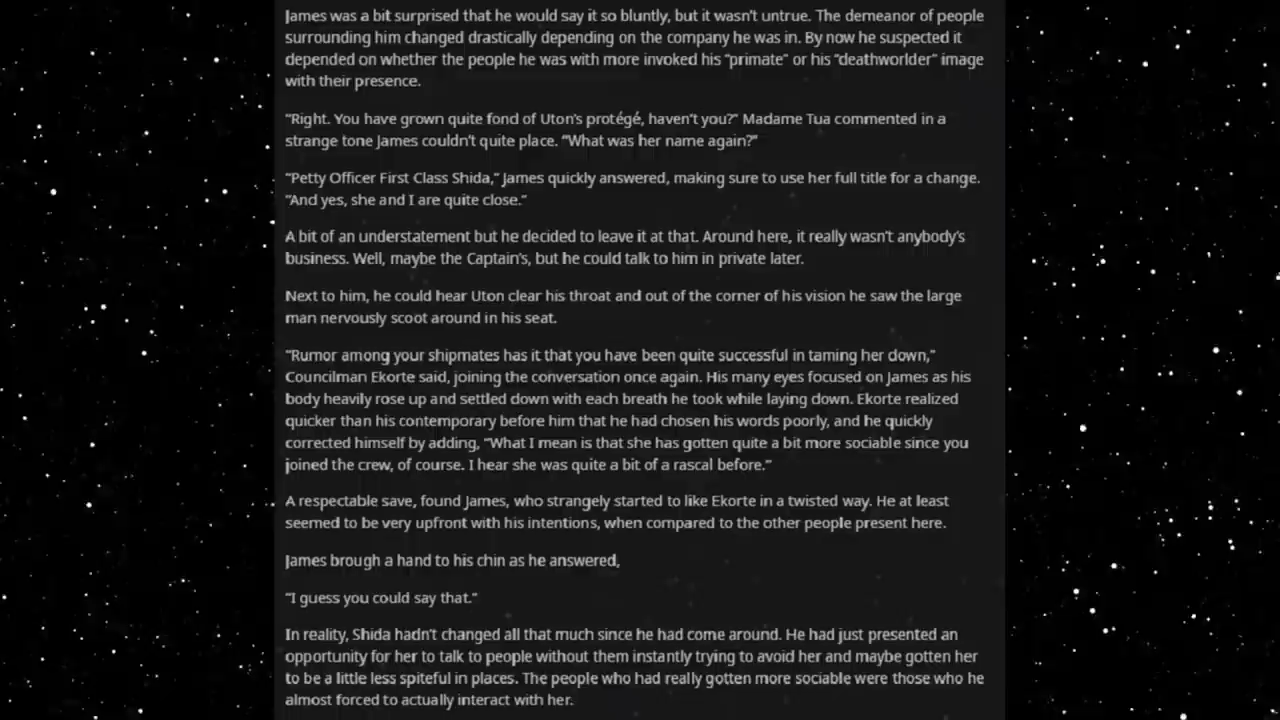 James was a bit surprised that he would say it so bluntly, but it wasn't untrue. The demeanor of people
surrounding him changed drastically depending on the company he was in. By now he suspected it
depended on whether the people he was with more invoked his "primate" or his "deathworlder" image
with their presence.
"Right. You have grown quite fond of Uton's protégé, haven't you?" Madame Tua commented in a
strange tone James couldn't quite place. "What was her name again?"
"Petty Officer First Class Shida," James quickly answered, making sure to use her full title for a change.
"And yes, she and I are quite close."
A bit of an understatement but he decided to leave it at that. Around here, it really wasn't anybody's
business. Well, maybe the Captain's, but he could talk to him in private later.
Next to him, he could hear Uton clear his throat and out of the corner of his vision he saw the large
man nervously scoot around in his seat.
"Rumor among your shipmates has it that you have been quite successful in taming her down,"
Councilman Ekorte said, joining the conversation once again. His many eyes focused on James as his
body heavily rose up and settled down with each breath he took while laying down. Ekorte realized
quicker than his contemporary before him that he had chosen his words poorly, and he quickly
corrected himself by adding, "What I mean is that she has gotten quite a bit more sociable since you
joined the crew, of course. I hear she was quite a bit of a rascal before."
A respectable save, found James, who strangely started to like Ekorte in a twisted way. He at least
seemed to be very upfront with his intentions, when compared to the other people present here.
James brough a hand to his chin as he answered,
"I guess you could say that."
In reality, Shida hadn't changed all that much since he had come around. He had just presented an
opportunity for her to talk to people without them instantly trying to avoid her and maybe gotten her
to be a little less spiteful in places. The people who had really gotten more sociable were those who he
almost forced to actually interact with her.